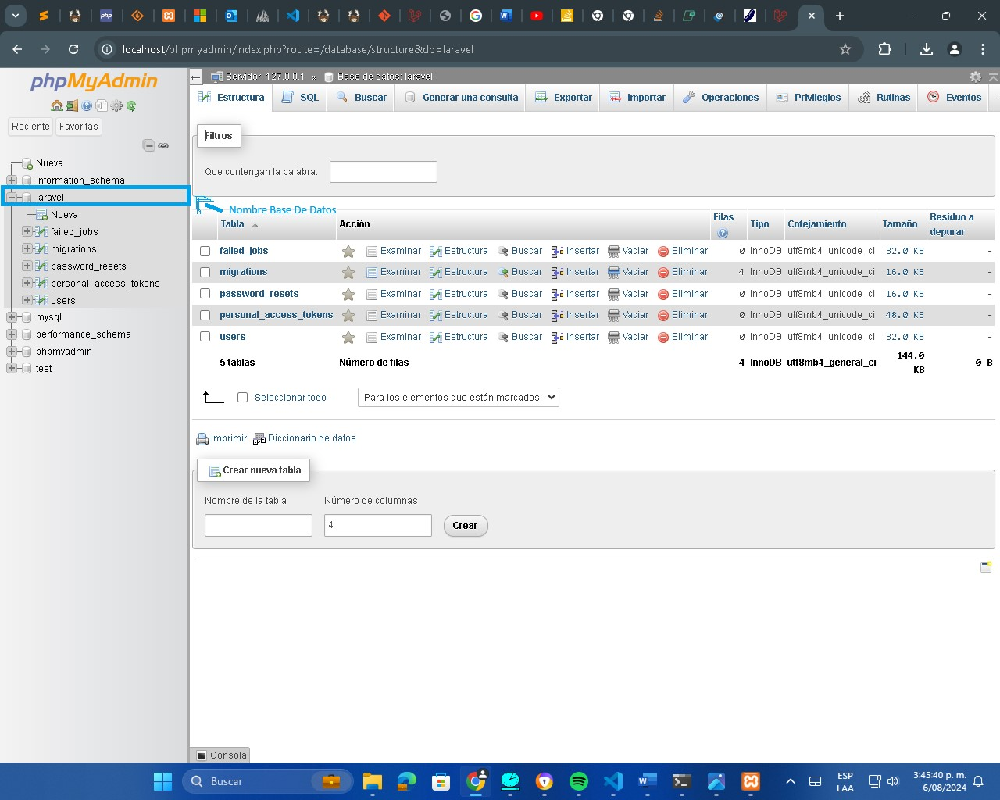 localhost/phpmyadmin/index.php?route=/database/structure&db=laravel
phpMyAdmin
Reciente Favoritas
Nueva
information_schema
laravel
Nueva
failed_jobs
migrations
password_resets
personal_access_tokens
users
mysql
performance_schema
phpmyadmin
test
Servidor: 127.0.0.1 » Base de datos: laravel
Estructura SQL Buscar Generar una consulta Exportar Importar Operaciones Privilegios Rutinas Eventos
Filtros
Que contengan la palabra:
Nombre Base De Datos
Tabla Acción Filas Tipo Cotejamiento Tamaño Residuo a depurar
failed_jobs Examinar Estructura Buscar Insertar Vaciar Eliminar 0 InnoDB utf8mb4_unicode_ci 32.0 KB -
migrations Examinar Estructura Buscar Insertar Vaciar Eliminar 4 InnoDB utf8mb4_unicode_ci 16.0 KB -
password_resets Examinar Estructura Buscar Insertar Vaciar Eliminar 0 InnoDB utf8mb4_unicode_ci 16.0 KB -
personal_access_tokens Examinar Estructura Buscar Insertar Vaciar Eliminar 0 InnoDB utf8mb4_unicode_ci 48.0 KB -
users Examinar Estructura Buscar Insertar Vaciar Eliminar 0 InnoDB utf8mb4_unicode_ci 32.0 KB -
5 tablas Número de filas 4 InnoDB utf8mb4_general_ci 144.0 KB 0 B
Seleccionar todo Para los elementos que están marcados:
Imprimir Diccionario de datos
Crear nueva tabla
Nombre de la tabla Número de columnas
4 Crear
Consola
Buscar
ESP
LAA
3:45:40 p. m.
6/08/2024